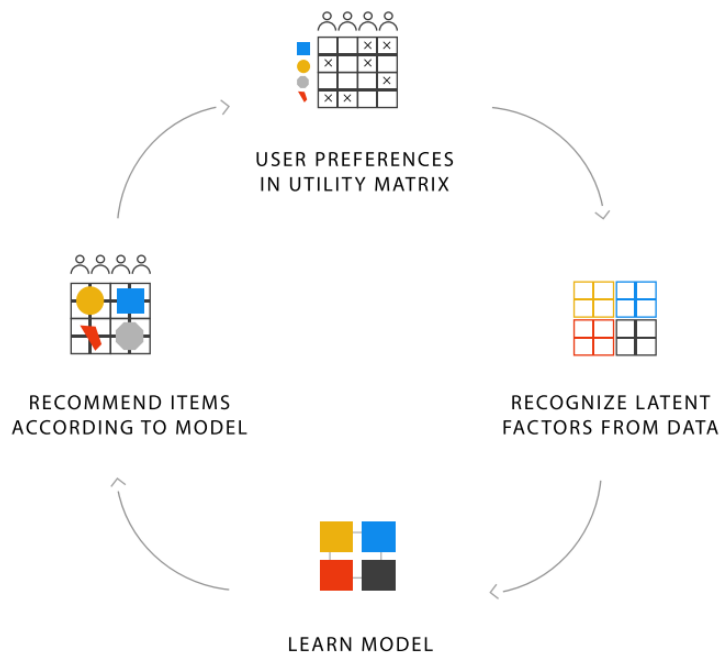 USER PREFERENCES
IN UTILITY MATRIX
RECOGNIZE LATENT
FACTORS FROM DATA
LEARN MODEL
RECOMMEND ITEMS
ACCORDING TO MODEL